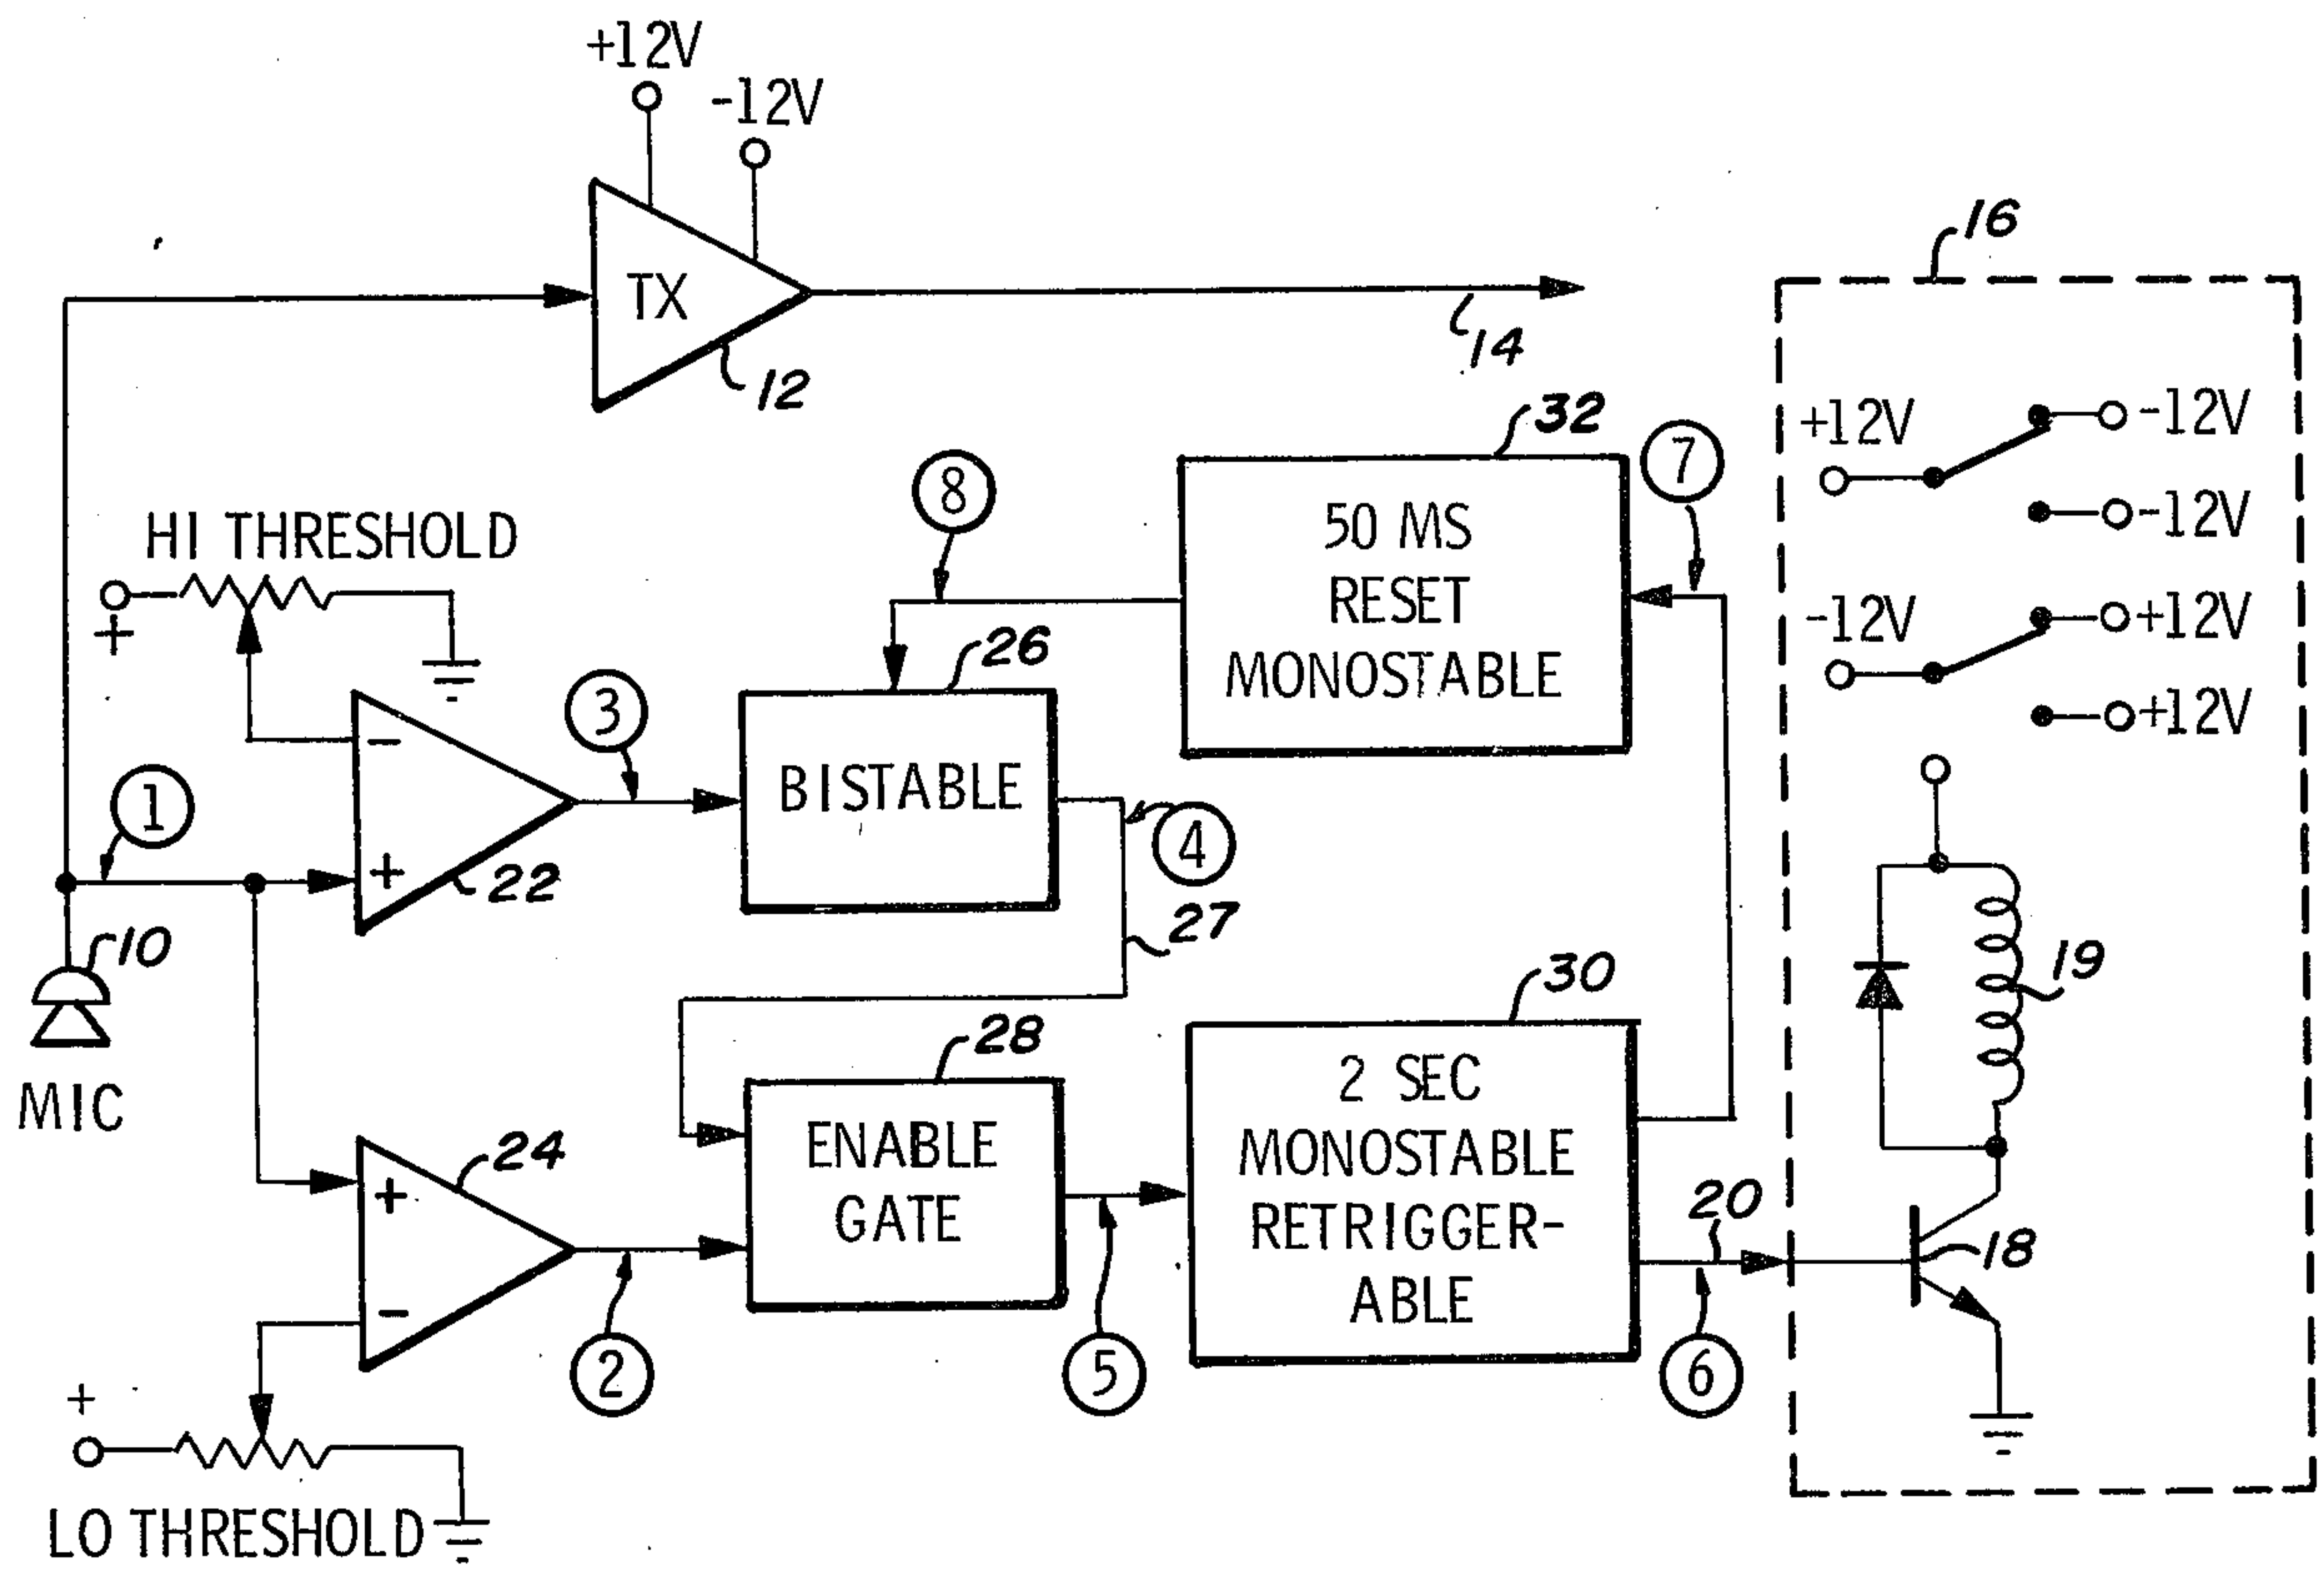 +12V
-12V
TX
12
14
16
+12V
-12V
-12V
-12V
+12V
+12V
HI THRESHOLD
+
8
32
7
50 MS
RESET
MONOSTABLE
3
26
BISTABLE
4
27
1
-
+
22
10
MIC
19
28
ENABLE
GATE
30
2 SEC
MONOSTABLE
RETRIGGER-
ABLE
24
+
-
20
18
2
5
6
+
LO THRESHOLD